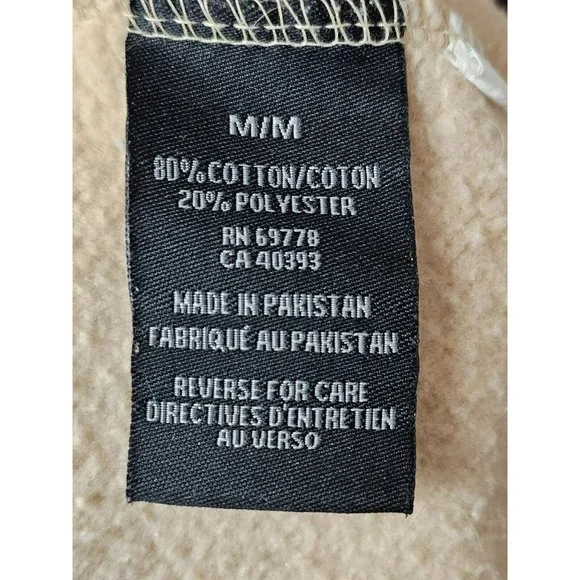 M/M
80% COTTON/COTON
20% POLYESTER
RN 69778
CA 40393
MADE IN PAKISTAN
FABRIQUÉ AU PAKISTAN
REVERSE FOR CARE
DIRECTIVES D'ENTRETIEN
AU VERSO